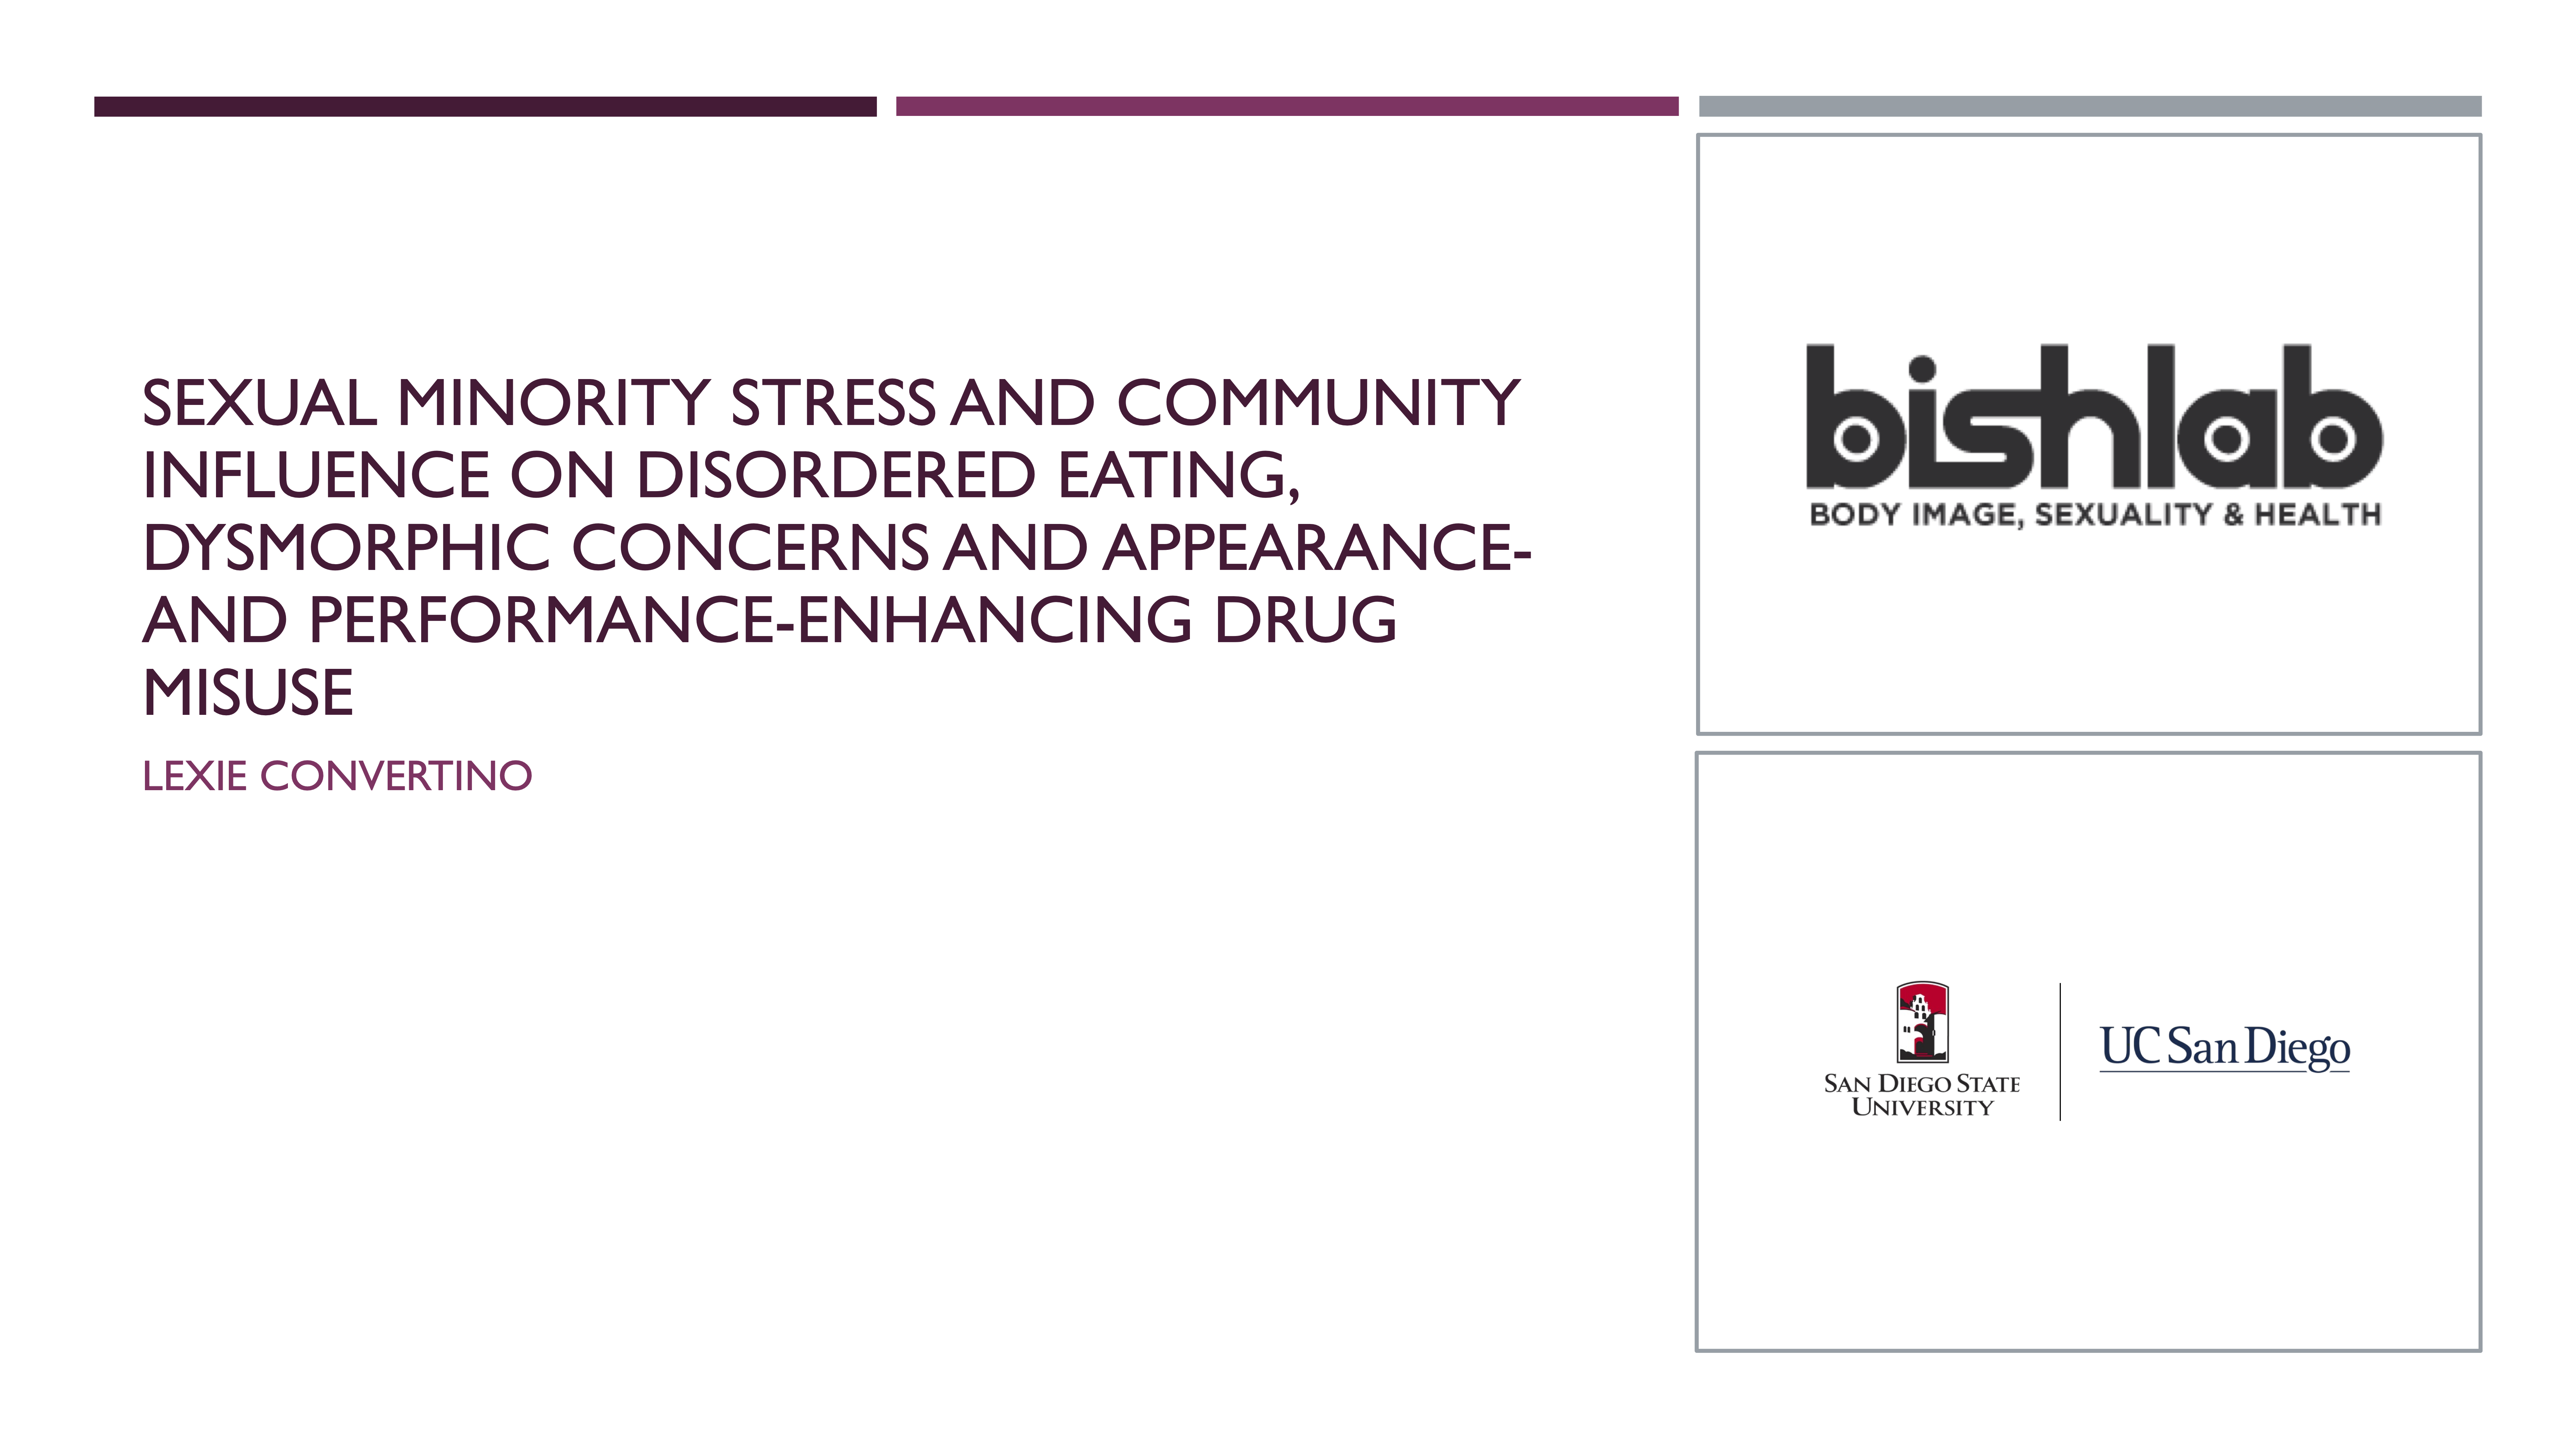 SEXUAL MINORITY STRESS AND COMMUNITY
INFLUENCE ON DISORDERED EATING,
DYSMORPHIC CONCERNS AND APPEARANCE-
AND PERFORMANCE-ENHANCING DRUG
MISUSE
LEXIE CONVERTINO
bishlab
BODY IMAGE, SEXUALITY & HEALTH
SAN DIEGO STATE
UNIVERSITY
UC San Diego